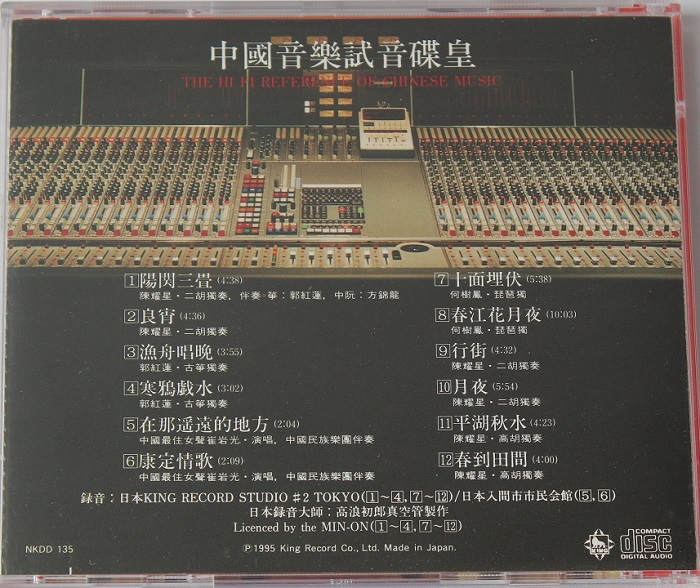 中國音樂試音碟皇
THE HI FI REFERENCE OF CHINESE MUSIC
1 陽関三畳 (4:38)
陳耀星・二胡獨奏, 伴奏 箏:郭紅蓮, 中阮:方錦龍
2 良宵 (4:36)
陳耀星・二胡獨奏
3 漁舟唱晚 (3:55)
郭紅蓮・古箏獨奏
4 寒鴉戲水 (3:02)
郭紅蓮・古箏獨奏
5 在那遥遠的地方 (2:04)
中國最佳女聲崔岩光・演唱, 中國民族樂團伴奏
6 康定情歌 (2:09)
中國最佳女聲崔岩光・演唱, 中國民族樂團伴奏
7 十面埋伏 (5:38)
何樹鳳・琵琶獨
8 春江花月夜 (10:03)
何樹鳳・琵琶獨
9 行街 (4:32)
陳耀星・二胡獨奏
10 月夜 (5:54)
陳耀星・二胡獨奏
11 平湖秋水 (4:23)
陳耀星・高胡獨奏
12 春到田間 (4:00)
陳耀星・高胡獨奏
録音:日本KING RECORD STUDIO #2 TOKYO(1~4, 7~12)/日本入間市市民会館(5, 6)
日本録音大師:高浪初郎真空管製作
Licenced by the MIN-ON(1~4, 7~12)
NKDD 135
Ⓟ1995 King Record Co., Ltd. Made in Japan.
KING
COMPACT
disc
DIGITAL AUDIO